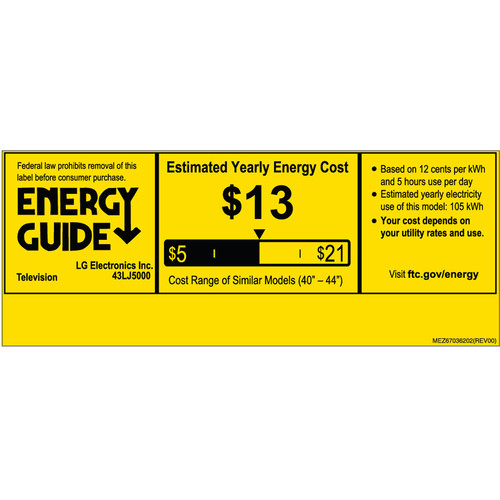 Federal law prohibits removal of this
label before consumer purchase.
ENERGY
GUIDE
LG Electronics Inc.
Television 43LJ5000
Estimated Yearly Energy Cost
$13
$5 $21
Cost Range of Similar Models (40" – 44")
• Based on 12 cents per kWh
and 5 hours use per day
• Estimated yearly electricity
use of this model: 105 kWh
• Your cost depends on
your utility rates and use.
Visit ftc.gov/energy
MEZ67036202(REV00)